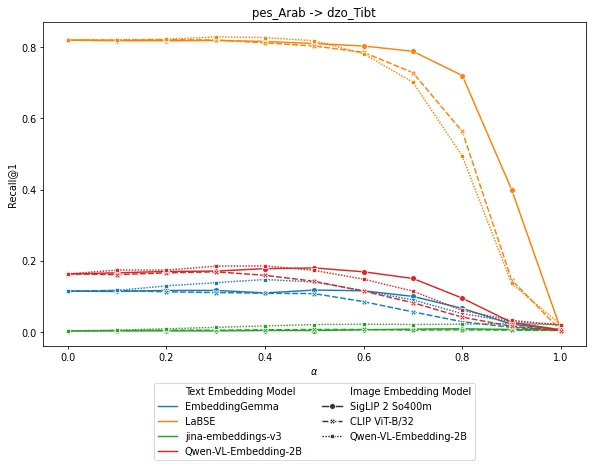 pes_Arab -> dzo_Tibt
Recall@1
0.8
0.6
0.4
0.2
0.0
0.0 0.2 0.4 0.6 0.8 1.0
α
Text Embedding Model Image Embedding Model
EmbeddingGemma SigLIP 2 So400m
LaBSE CLIP ViT-B/32
jina-embeddings-v3 Qwen-VL-Embedding-2B
Qwen-VL-Embedding-2B